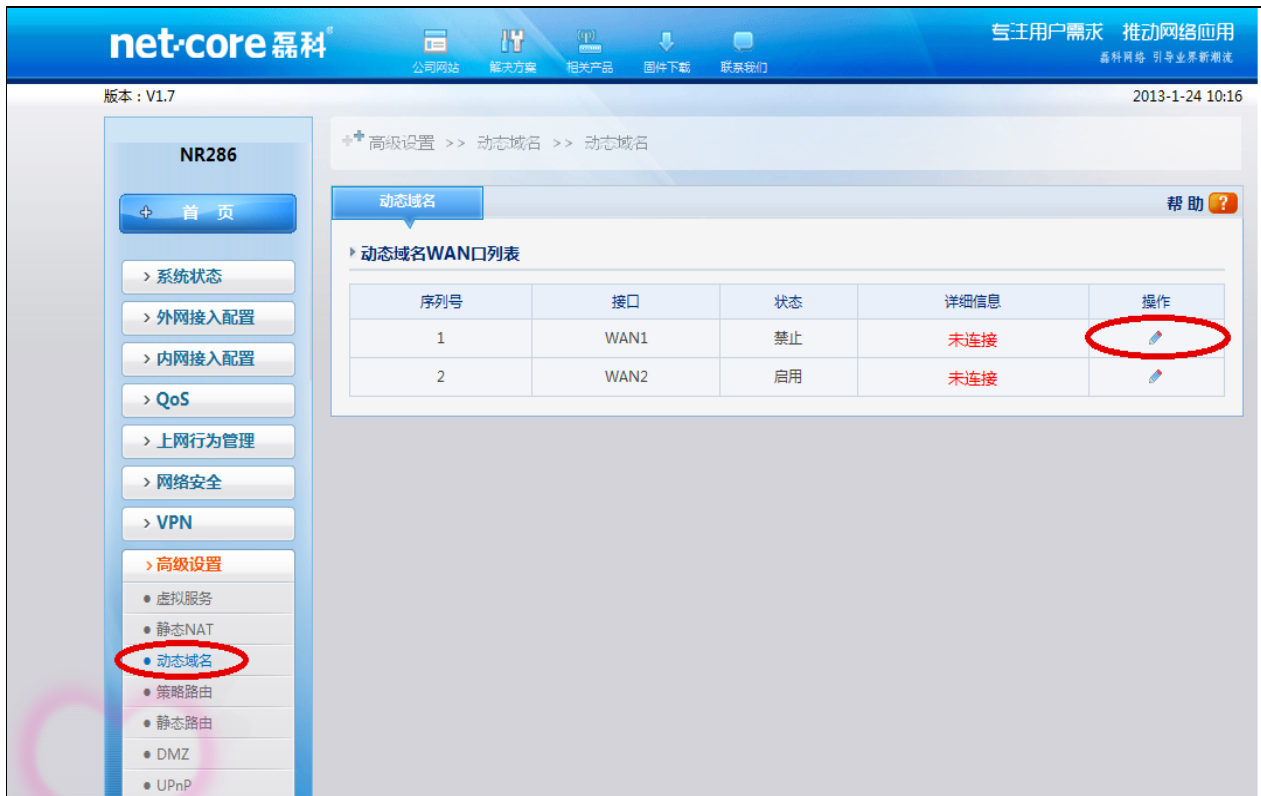 net·core 磊科
公司网站 解决方案 相关产品 固件下载 联系我们
专注用户需求 推动网络应用
磊科网络 引导业界新潮流
版本：V1.7
2013-1-24 10:16
NR286
首 页
系统状态
外网接入配置
内网接入配置
QoS
上网行为管理
网络安全
VPN
高级设置
虚拟服务
静态NAT
动态域名
策略路由
静态路由
DMZ
UPnP
高级设置 >> 动态域名 >> 动态域名
动态域名
帮助 ?
动态域名WAN口列表
序列号 接口 状态 详细信息 操作
1 WAN1 禁止 未连接
2 WAN2 启用 未连接